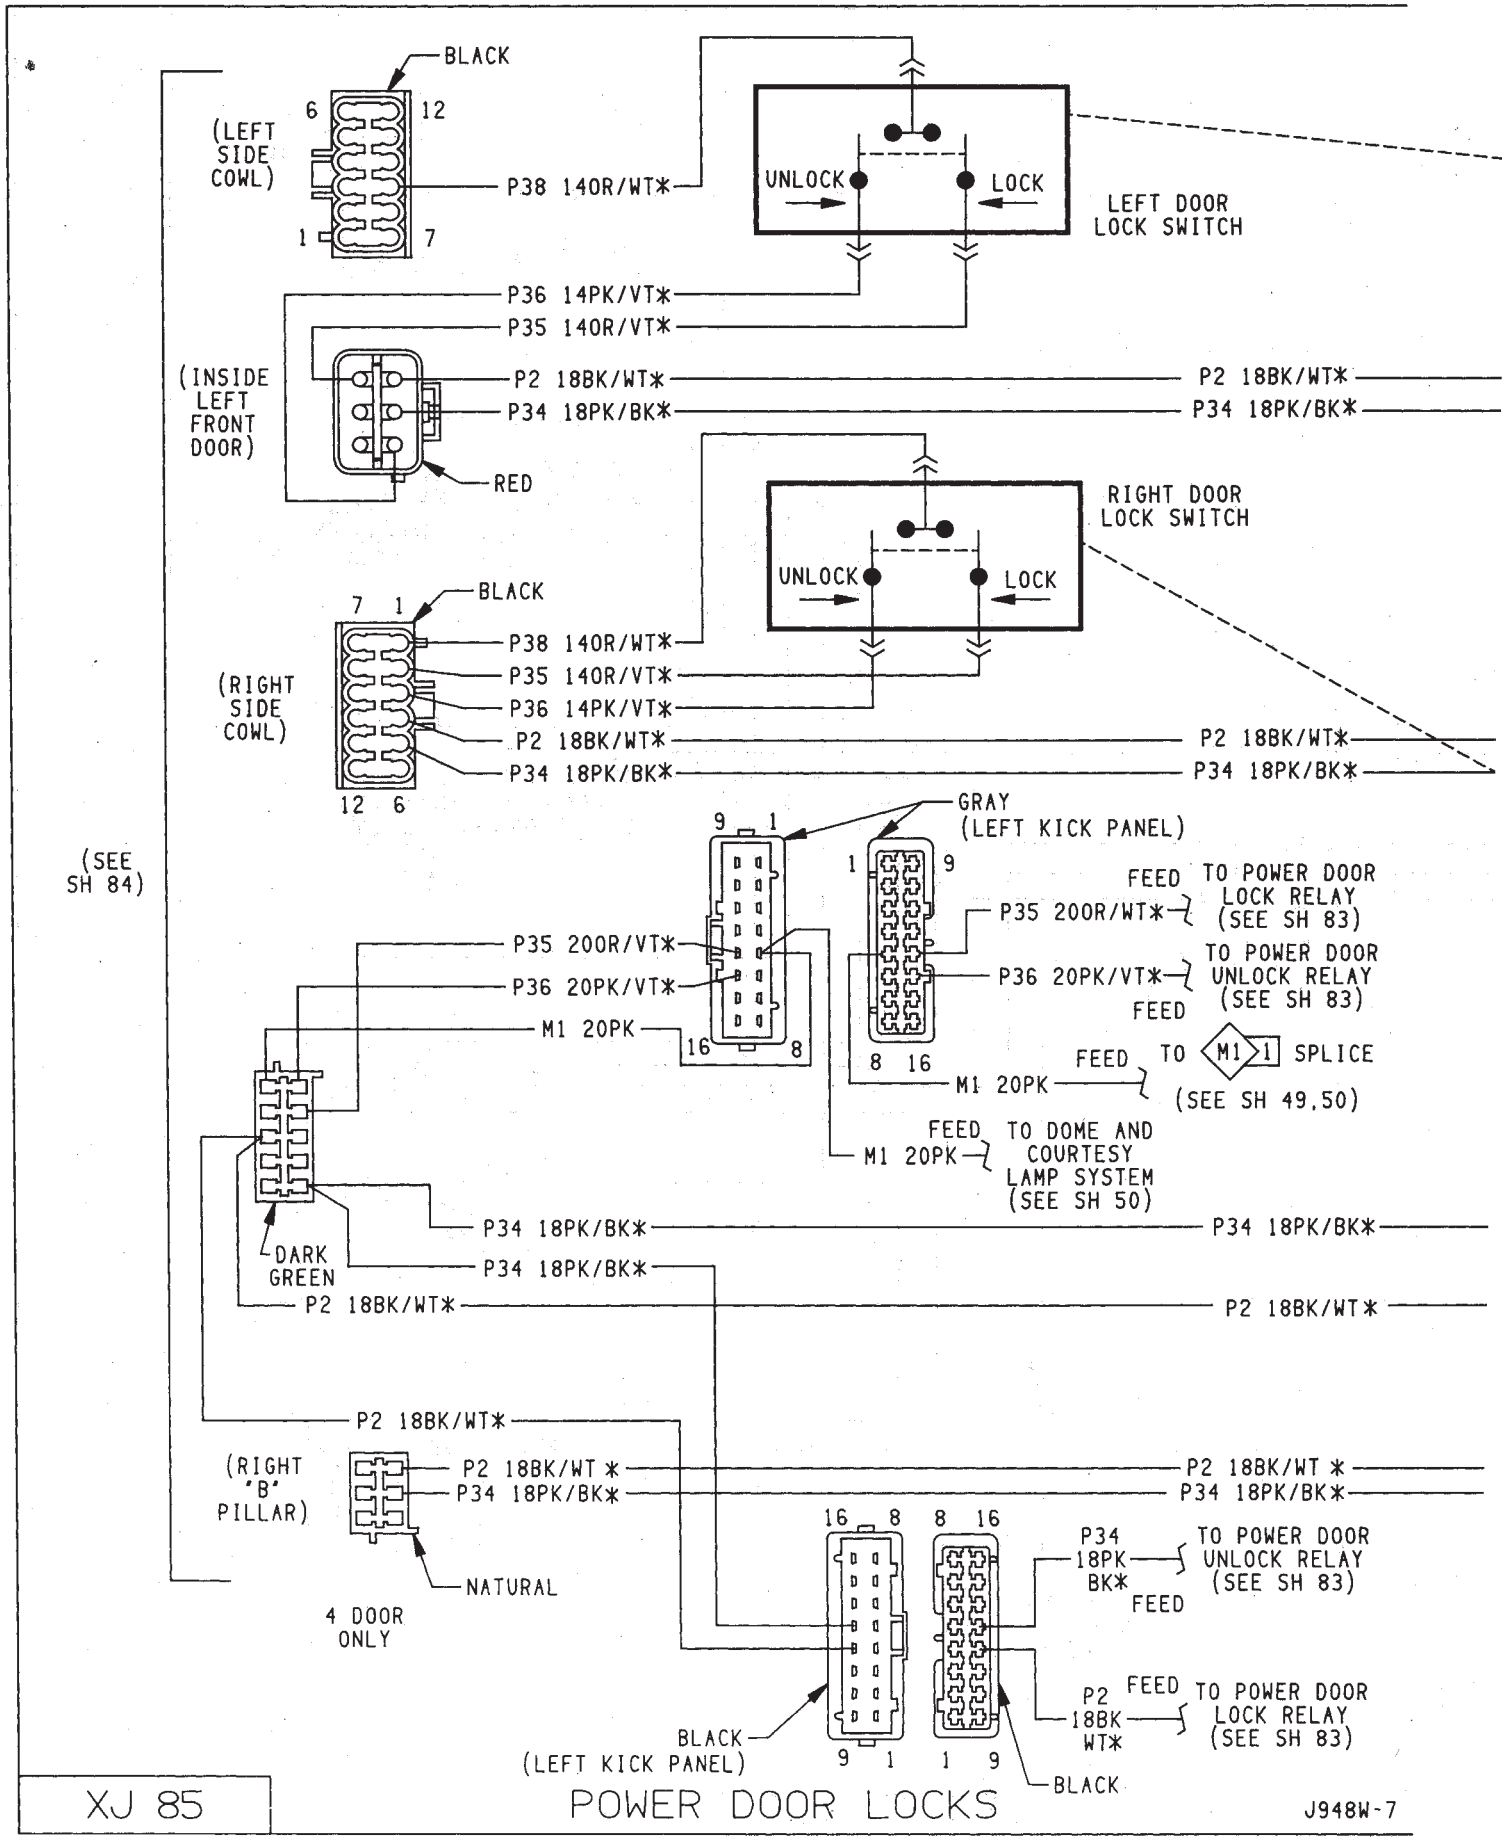 BLACK
6 12
(LEFT
SIDE
COWL)
P38 14OR/WT*
UNLOCK LOCK
1 7
LEFT DOOR
LOCK SWITCH
P36 14PK/VT*
P35 14OR/VT*
(INSIDE
LEFT
FRONT
DOOR)
P2 18BK/WT* P2 18BK/WT*
P34 18PK/BK* P34 18PK/BK*
RED
RIGHT DOOR
LOCK SWITCH
UNLOCK LOCK
BLACK
7 1
P38 14OR/WT*
P35 14OR/VT*
(RIGHT
SIDE
COWL)
P36 14PK/VT*
P2 18BK/WT* P2 18BK/WT*
P34 18PK/BK* P34 18PK/BK*
12 6
GRAY
(LEFT KICK PANEL)
9 1
1 9
(SEE
SH 84)
FEED TO POWER DOOR
LOCK RELAY
(SEE SH 83)
P35 20OR/WT*
P35 20OR/VT*
TO POWER DOOR
UNLOCK RELAY
(SEE SH 83)
P36 20PK/VT*
P36 20PK/VT*
FEED
M1 20PK
16 8
8 16
FEED TO M1 1 SPLICE
(SEE SH 49,50)
M1 20PK
FEED TO DOME AND
COURTESY
LAMP SYSTEM
(SEE SH 50)
M1 20PK
P34 18PK/BK* P34 18PK/BK*
DARK
GREEN
P34 18PK/BK*
P2 18BK/WT* P2 18BK/WT*
P2 18BK/WT*
(RIGHT
"B"
PILLAR)
P2 18BK/WT * P2 18BK/WT *
P34 18PK/BK* P34 18PK/BK*
NATURAL
4 DOOR
ONLY
16 8 8 16
P34
18PK
BK*
TO POWER DOOR
UNLOCK RELAY
(SEE SH 83)
FEED
P2
18BK
WT*
FEED TO POWER DOOR
LOCK RELAY
(SEE SH 83)
BLACK
(LEFT KICK PANEL)
9 1 1 9
BLACK
XJ 85
POWER DOOR LOCKS
J948W-7